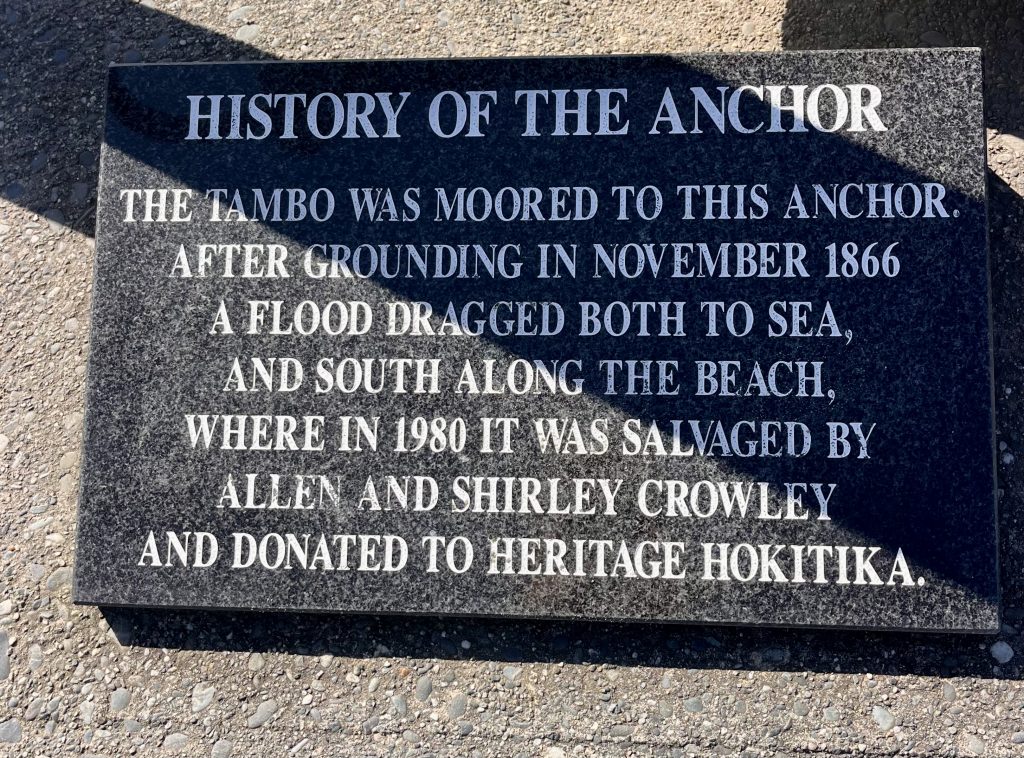 HISTORY OF THE ANCHOR
THE TAMBO WAS MOORED TO THIS ANCHOR.
AFTER GROUNDING IN NOVEMBER 1866
A FLOOD DRAGGED BOTH TO SEA,
AND SOUTH ALONG THE BEACH,
WHERE IN 1980 IT WAS SALVAGED BY
ALLEN AND SHIRLEY CROWLEY
AND DONATED TO HERITAGE HOKITIKA.